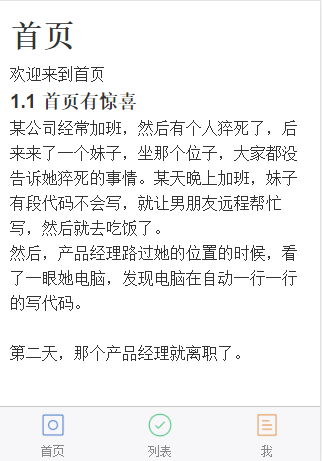 首页
欢迎来到首页
1.1 首页有惊喜
某公司经常加班，然后有个人猝死了，后
来来了一个妹子，坐那个位子，大家都没
告诉她猝死的事情。某天晚上加班，妹子
有段代码不会写，就让男朋友远程帮忙
写，然后就去吃饭了。
然后，产品经理路过她的位置的时候，看
了一眼她电脑，发现电脑在自动一行一行
的写代码。
第二天，那个产品经理就离职了。
首页 列表 我